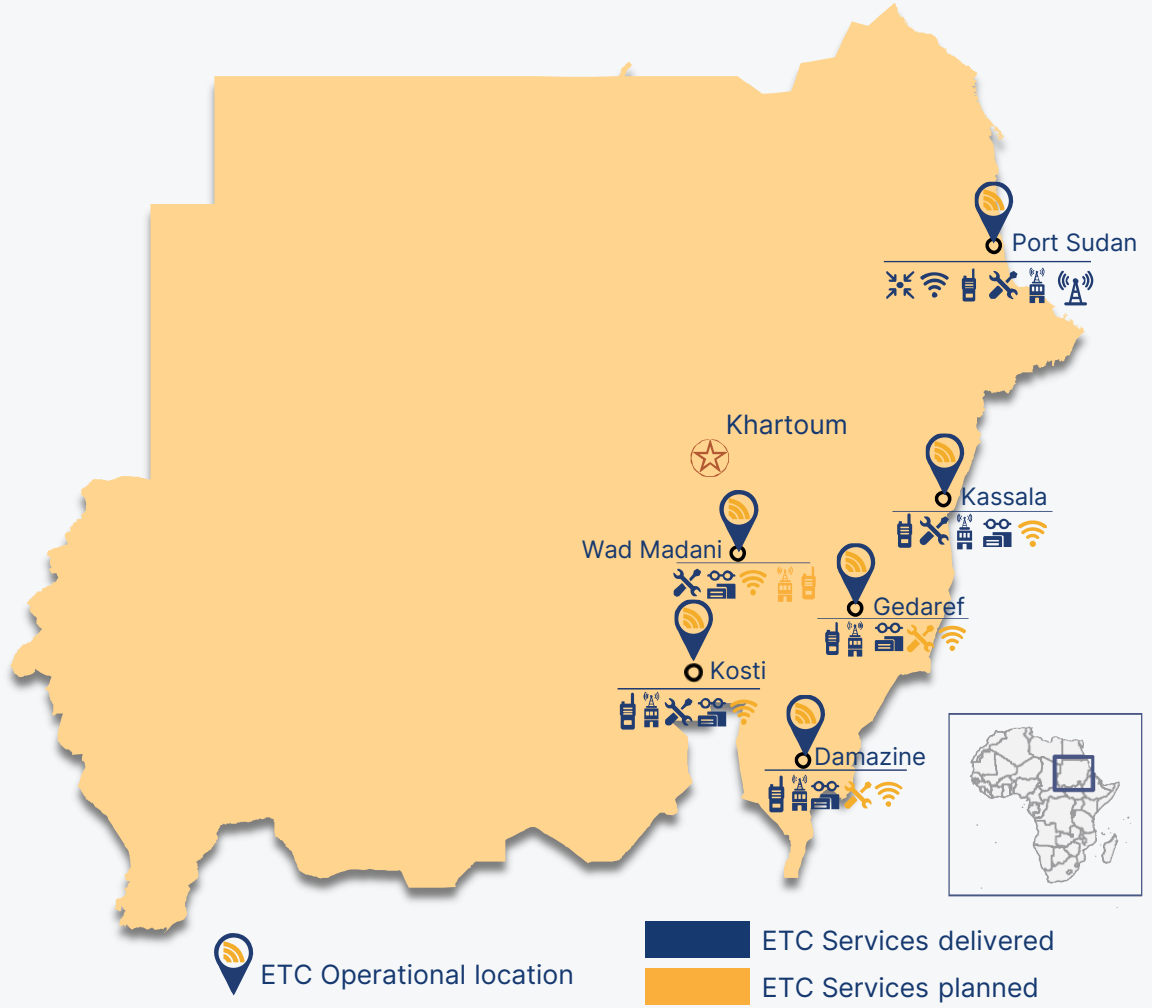 Port Sudan
Khartoum
Kassala
Wad Madani
Gedaref
Kosti
Damazine
ETC Operational location
ETC Services delivered
ETC Services planned